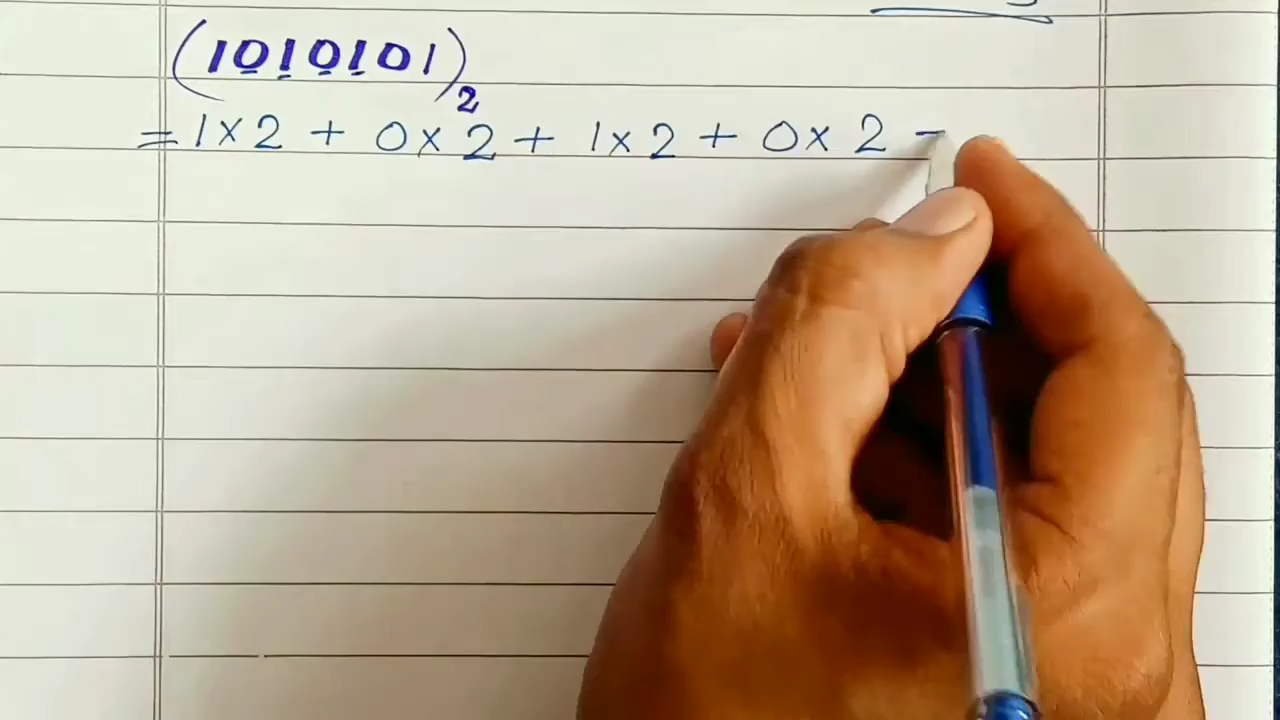 (1010101)2
=1×2 + 0×2 + 1×2 + 0×2